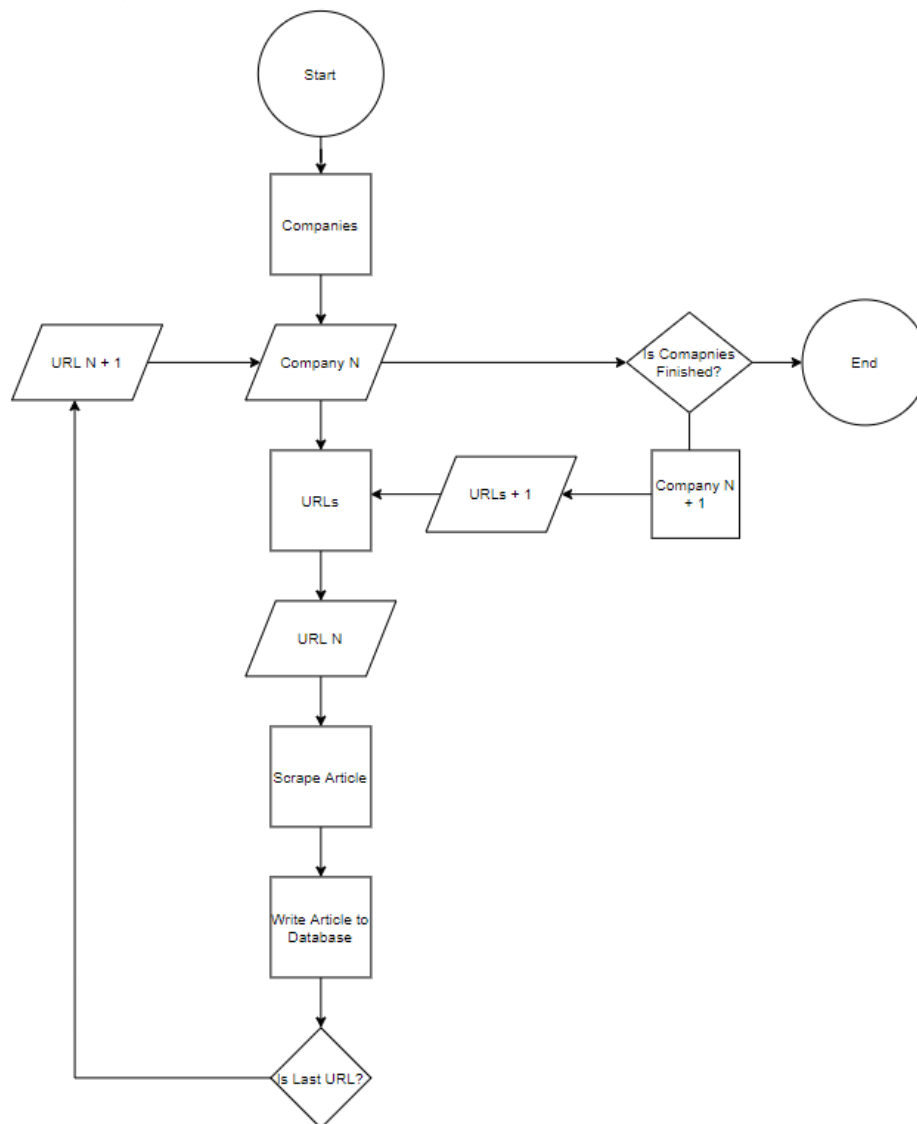 Start
Companies
URL N + 1
Company N
Is Comapnies
Finished?
End
URLs
URLs + 1
Company N
+ 1
URL N
Scrape Article
Write Article to
Database
Is Last URL?